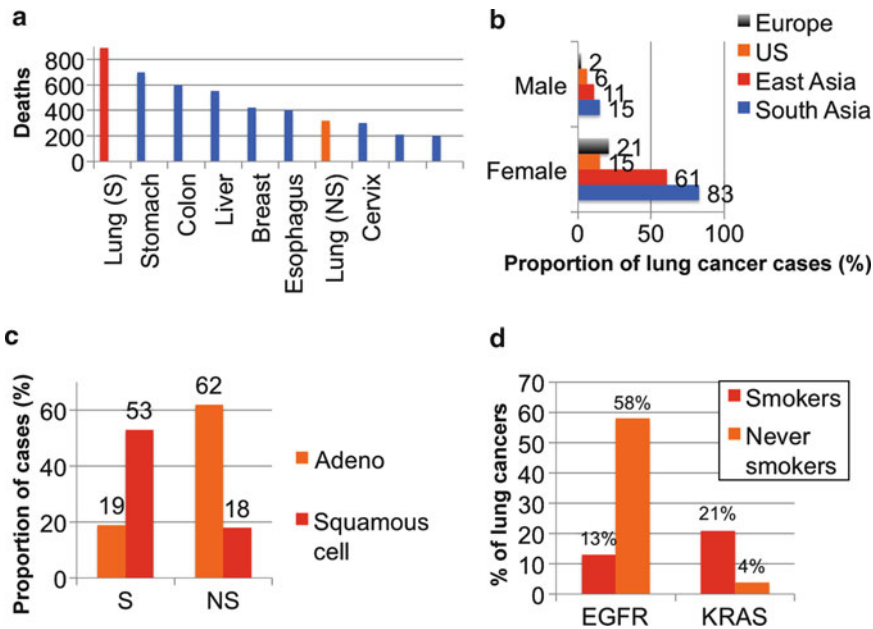 a
800
600
400
200
0
Deaths
Lung (S)
Stomach
Colon
Liver
Breast
Esophagus
Lung (NS)
Cervix
b
Europe
US
East Asia
South Asia
Male
2
6
11
15
Female
21
15
61
83
0 50 100
Proportion of lung cancer cases (%)
c
Proportion of cases (%)
60
40
20
0
19
53
62
18
S NS
Adeno
Squamous
cell
d
% of lung cancers
70
60
50
40
30
20
10
0
13%
58%
21%
4%
EGFR KRAS
Smokers
Never
smokers